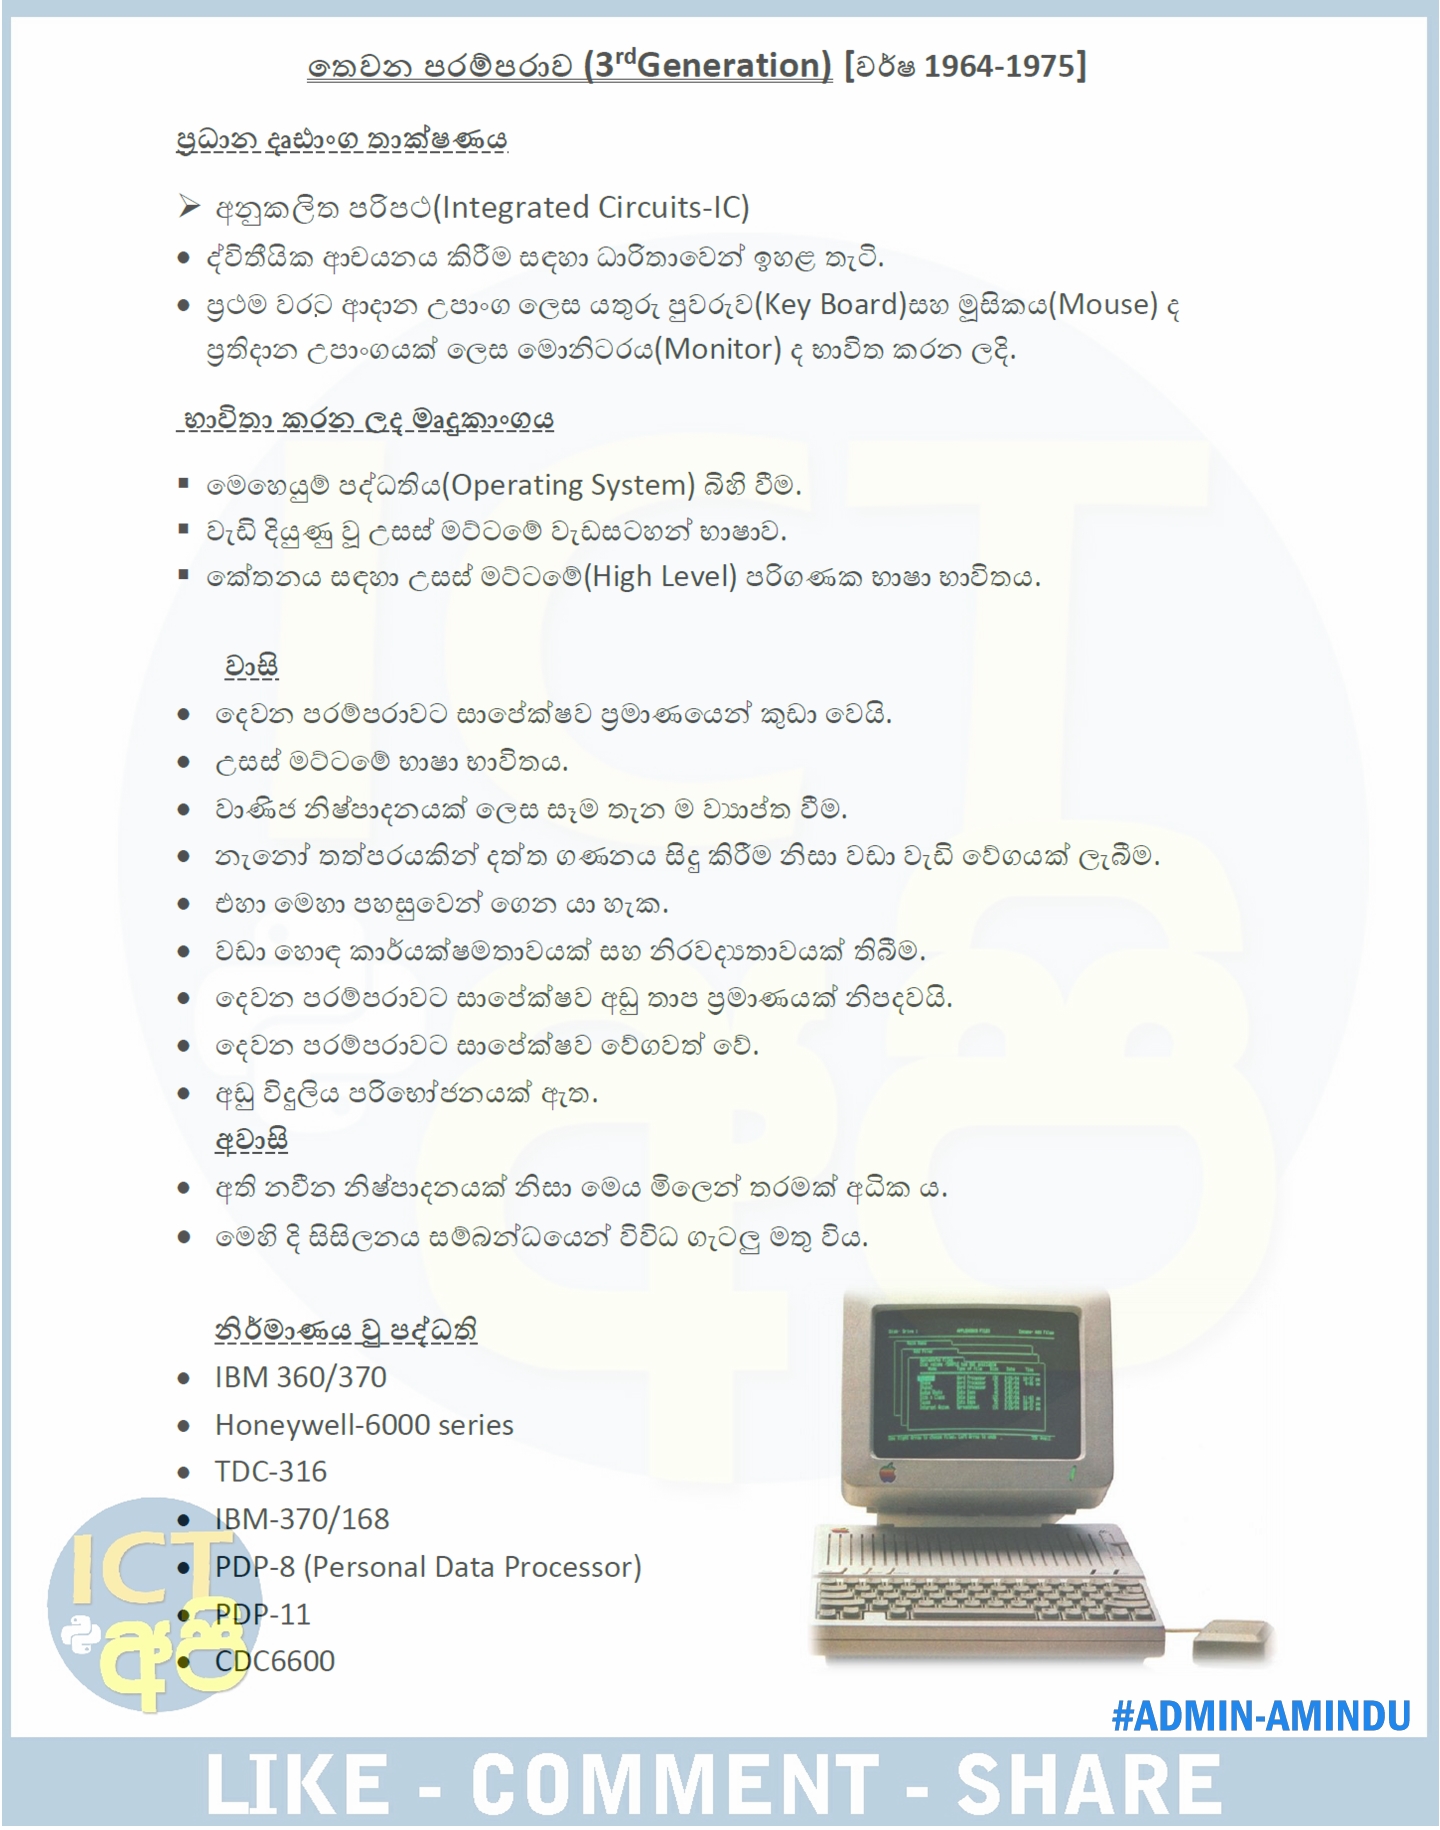 තෙවන පරම්පරාව (3rdGeneration) [වර්ෂ 1964-1975]
ප්‍රධාන දෘඪාංග තාක්ෂණය
➢ අනුකලිත පරිපථ(Integrated Circuits-IC)
• ද්විතීයික ආචයනය කිරීම සඳහා ධාරිතාවෙන් ඉහළ තැටි.
• ප්‍රථම වරට ආදාන උපාංග ලෙස යතුරු පුවරුව(Key Board)සහ මූසිකය(Mouse) ද
ප්‍රතිදාන උපාංගයක් ලෙස මොනිටරය(Monitor) ද භාවිත කරන ලදි.
භාවිතා කරන ලද මෘදුකාංගය
▪ මෙහෙයුම් පද්ධතිය(Operating System) බිහි වීම.
▪ වැඩි දියුණු වූ උසස් මට්ටමේ වැඩසටහන් භාෂාව.
▪ කේතනය සඳහා උසස් මට්ටමේ(High Level) පරිගණක භාෂා භාවිතය.
වාසි
• දෙවන පරම්පරාවට සාපේක්ෂව ප්‍රමාණයෙන් කුඩා වෙයි.
• උසස් මට්ටමේ භාෂා භාවිතය.
• වාණිජ නිෂ්පාදනයක් ලෙස සෑම තැන ම ව්‍යාප්ත වීම.
• නැනෝ තත්පරයකින් දත්ත ගණනය සිදු කිරීම නිසා වඩා වැඩි වේගයක් ලැබීම.
• එහා මෙහා පහසුවෙන් ගෙන යා හැක.
• වඩා හොඳ කාර්යක්ෂමතාවයක් සහ නිරවද්‍යතාවයක් තිබීම.
• දෙවන පරම්පරාවට සාපේක්ෂව අඩු තාප ප්‍රමාණයක් නිපදවයි.
• දෙවන පරම්පරාවට සාපේක්ෂව වේගවත් වේ.
• අඩු විදුලිය පරිභෝජනයක් ඇත.
අවාසි
• අති නවීන නිෂ්පාදනයක් නිසා මෙය මිලෙන් තරමක් අධික ය.
• මෙහි දි සිසිලනය සම්බන්ධයෙන් විවිධ ගැටලු මතු විය.
නිර්මාණය වු පද්ධති
• IBM 360/370
• Honeywell-6000 series
• TDC-316
• IBM-370/168
• PDP-8 (Personal Data Processor)
• PDP-11
• CDC6600
ICT
අපි
#ADMIN-AMINDU
LIKE - COMMENT - SHARE